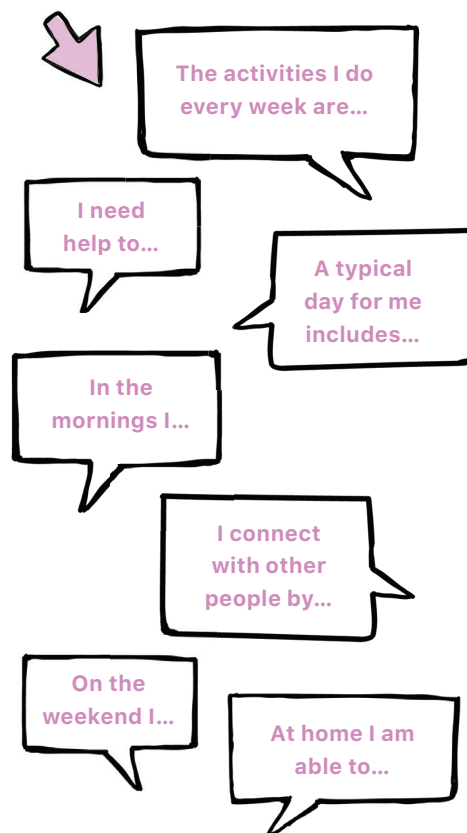 The activities I do
every week are...
I need
help to...
A typical
day for me
includes...
In the
mornings I...
I connect
with other
people by...
On the
weekend I...
At home I am
able to...